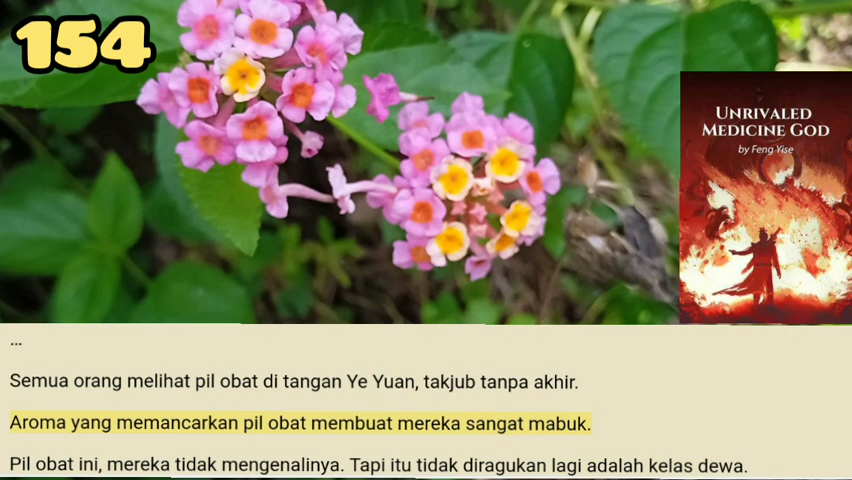 154
UNRIVALED
MEDICINE GOD
by Feng Yise
...
Semua orang melihat pil obat di tangan Ye Yuan, takjub tanpa akhir.
Aroma yang memancarkan pil obat membuat mereka sangat mabuk.
Pil obat ini, mereka tidak mengenalinya. Tapi itu tidak diragukan lagi adalah kelas dewa.